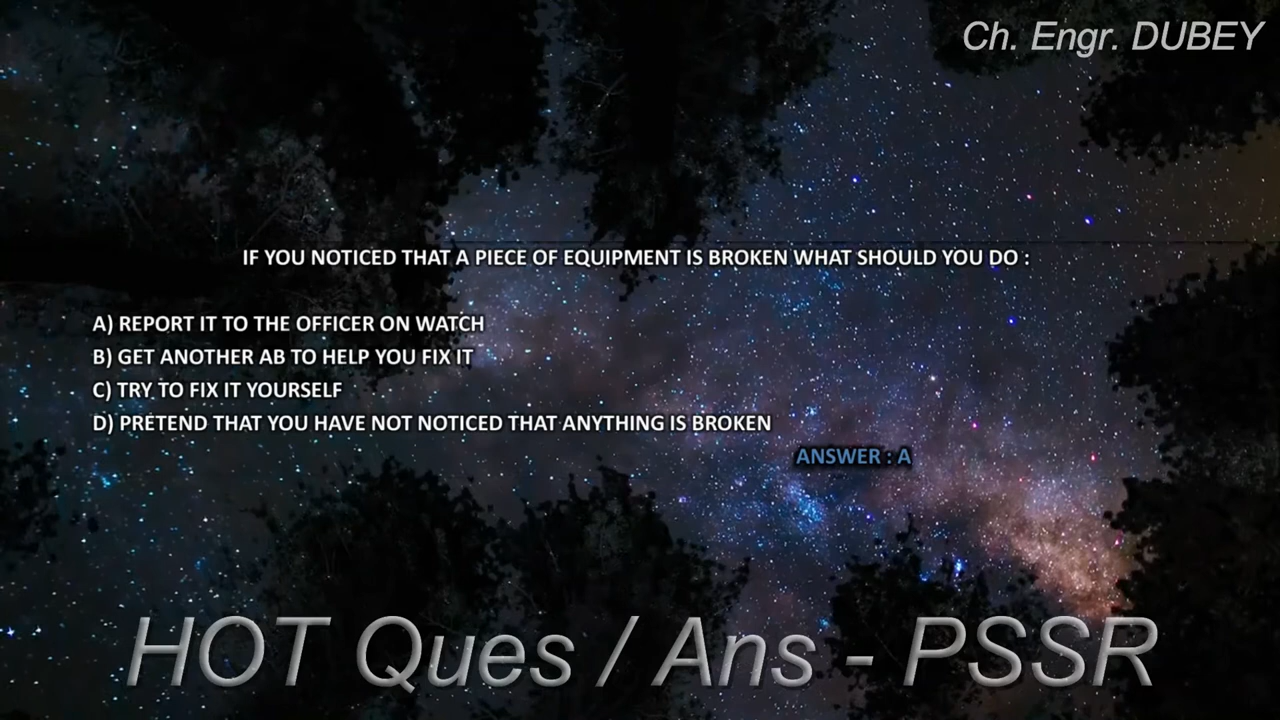 Ch. Engr. DUBEY
IF YOU NOTICED THAT A PIECE OF EQUIPMENT IS BROKEN WHAT SHOULD YOU DO :
A) REPORT IT TO THE OFFICER ON WATCH
B) GET ANOTHER AB TO HELP YOU FIX IT
C) TRY TO FIX IT YOURSELF
D) PRETEND THAT YOU HAVE NOT NOTICED THAT ANYTHING IS BROKEN
ANSWER : A
HOT Ques / Ans - PSSR